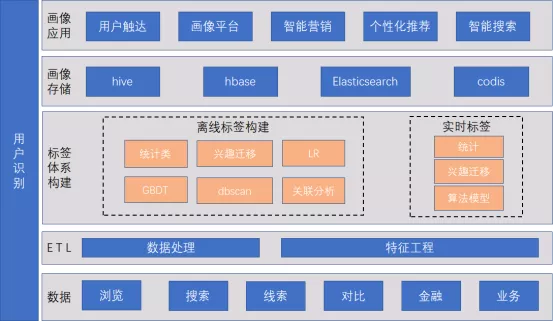 用户识别
画像应用
用户触达
画像平台
智能营销
个性化推荐
智能搜索
画像存储
hive
hbase
Elasticsearch
codis
标签体系构建
离线标签构建
统计类
兴趣迁移
LR
GBDT
dbscan
关联分析
实时标签
统计
兴趣迁移
算法模型
ETL
数据处理
特征工程
数据
浏览
搜索
线索
对比
金融
业务